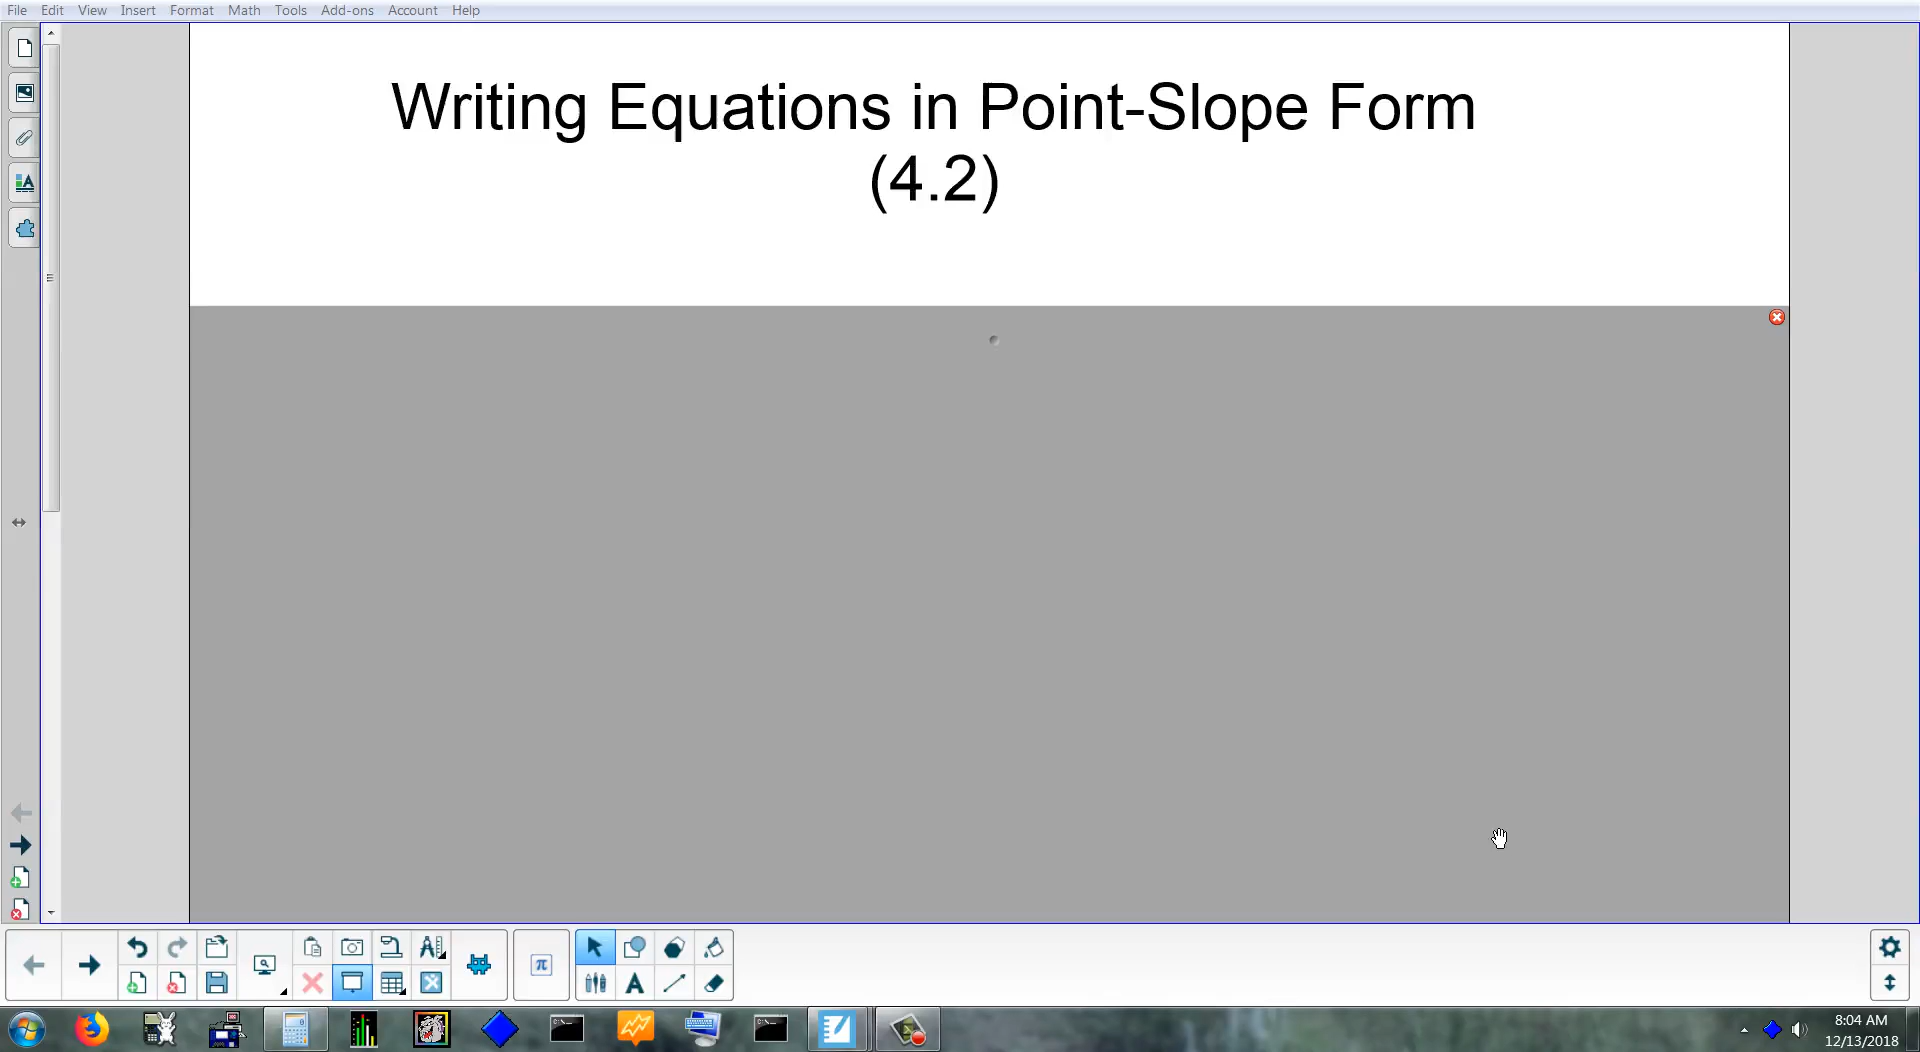 File Edit View Insert Format Math Tools Add-ons Account Help
Writing Equations in Point-Slope Form
(4.2)
8:04 AM
12/13/2018